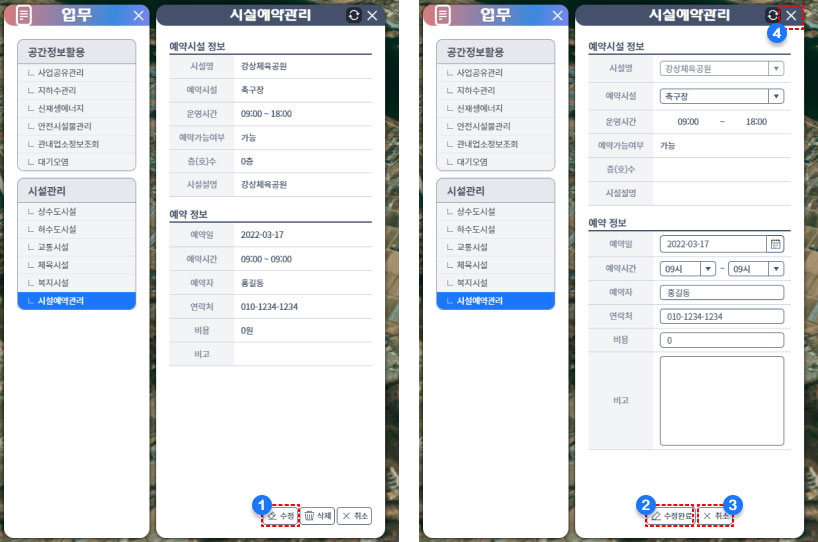 업무
공간정보활용
사업공유관리
지하수관리
신재생에너지
안전시설물관리
관내업소정보조회
대기오염
시설관리
상수도시설
하수도시설
교통시설
체육시설
복지시설
시설예약관리
시설예약관리
예약시설 정보
시설명 강상체육공원
예약시설 축구장
운영시간 09:00 ~ 18:00
예약가능여부 가능
층(호)수 0층
시설설명 강상체육공원
예약 정보
예약일 2022-03-17
예약시간 09:00 ~ 09:00
예약자 홍길동
연락처 010-1234-1234
비용 0원
비고
1
수정 삭제 취소
업무
공간정보활용
사업공유관리
지하수관리
신재생에너지
안전시설물관리
관내업소정보조회
대기오염
시설관리
상수도시설
하수도시설
교통시설
체육시설
복지시설
시설예약관리
시설예약관리
4
예약시설 정보
시설명 강상체육공원
예약시설 축구장
운영시간 09:00 ~ 18:00
예약가능여부 가능
층(호)수
시설설명
예약 정보
예약일 2022-03-17
예약시간 09시 ~ 09시
예약자 홍길동
연락처 010-1234-1234
비용 0
비고
2 3
수정완료 취소